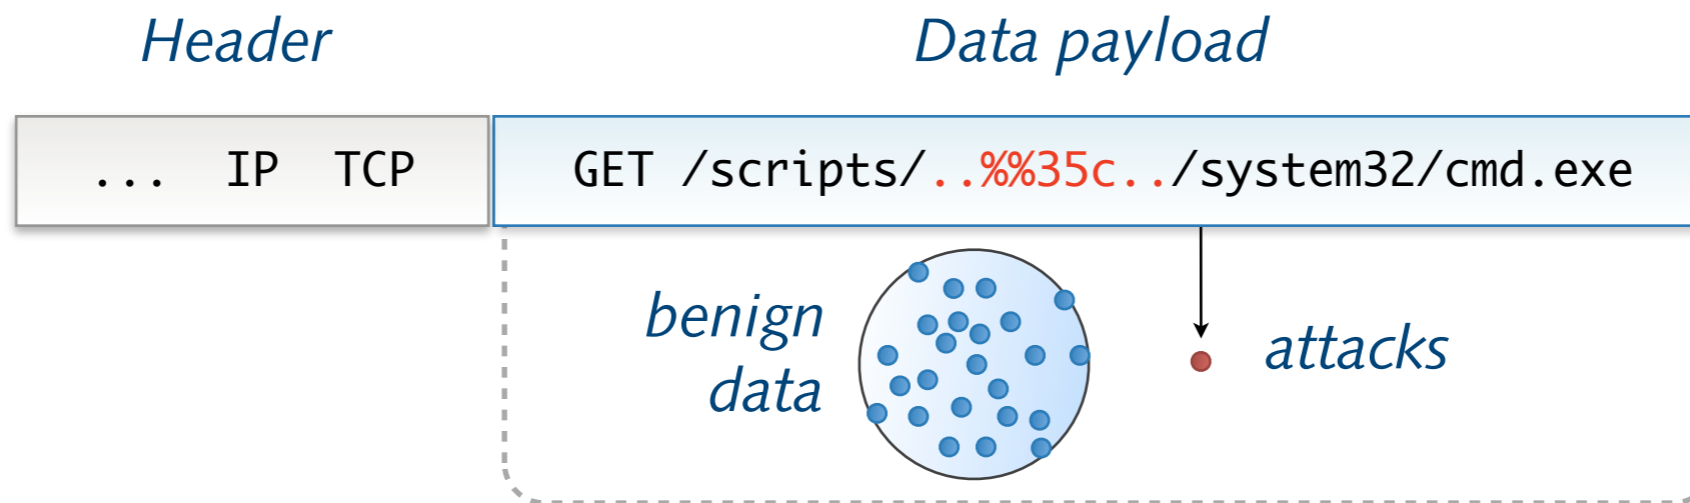 Header
Data payload
... IP TCP
GET /scripts/..%%35c../system32/cmd.exe
benign
data
attacks